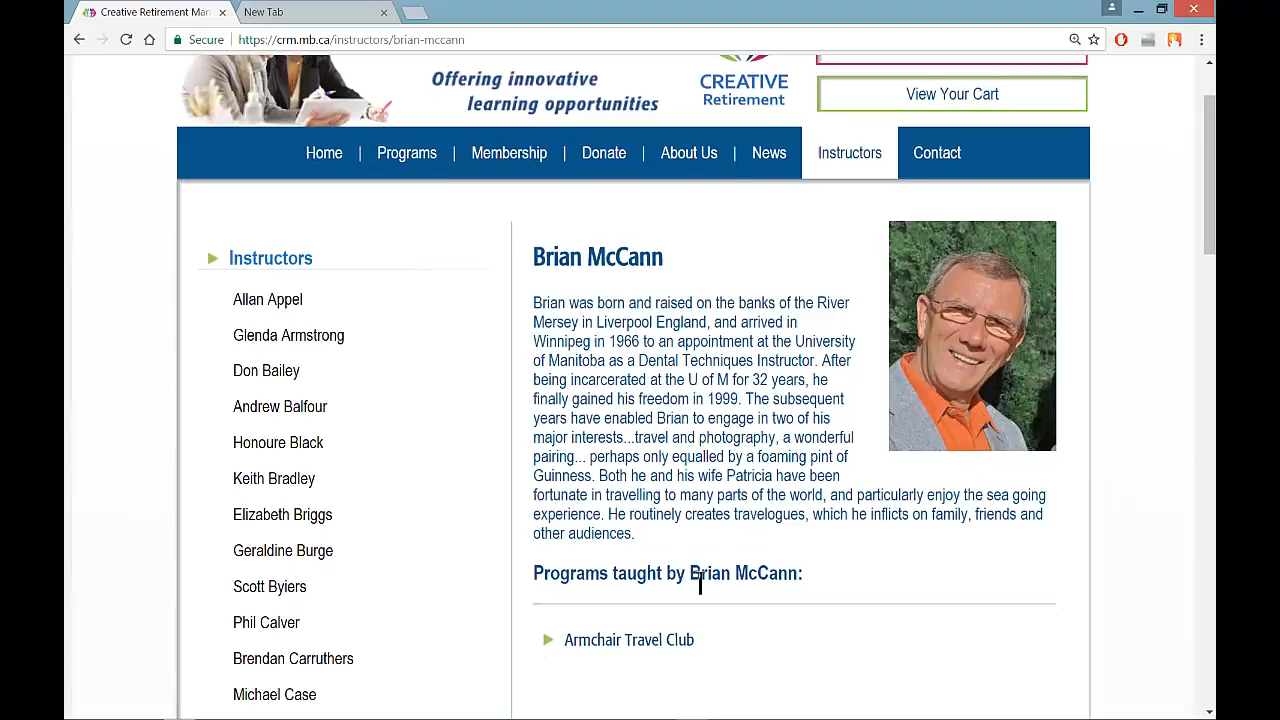 Creative Retirement Man
New Tab
Secure
https://crm.mb.ca/instructors/brian-mccann
Offering innovative
learning opportunities
CREATIVE
Retirement
View Your Cart
Home | Programs | Membership | Donate | About Us | News Instructors Contact
Instructors
Allan Appel
Glenda Armstrong
Don Bailey
Andrew Balfour
Honoure Black
Keith Bradley
Elizabeth Briggs
Geraldine Burge
Scott Byiers
Phil Calver
Brendan Carruthers
Michael Case
Brian McCann
Brian was born and raised on the banks of the River
Mersey in Liverpool England, and arrived in
Winnipeg in 1966 to an appointment at the University
of Manitoba as a Dental Techniques Instructor. After
being incarcerated at the U of M for 32 years, he
finally gained his freedom in 1999. The subsequent
years have enabled Brian to engage in two of his
major interests...travel and photography, a wonderful
pairing... perhaps only equalled by a foaming pint of
Guinness. Both he and his wife Patricia have been
fortunate in travelling to many parts of the world, and particularly enjoy the sea going
experience. He routinely creates travelogues, which he inflicts on family, friends and
other audiences.
Programs taught by Brian McCann:
Armchair Travel Club